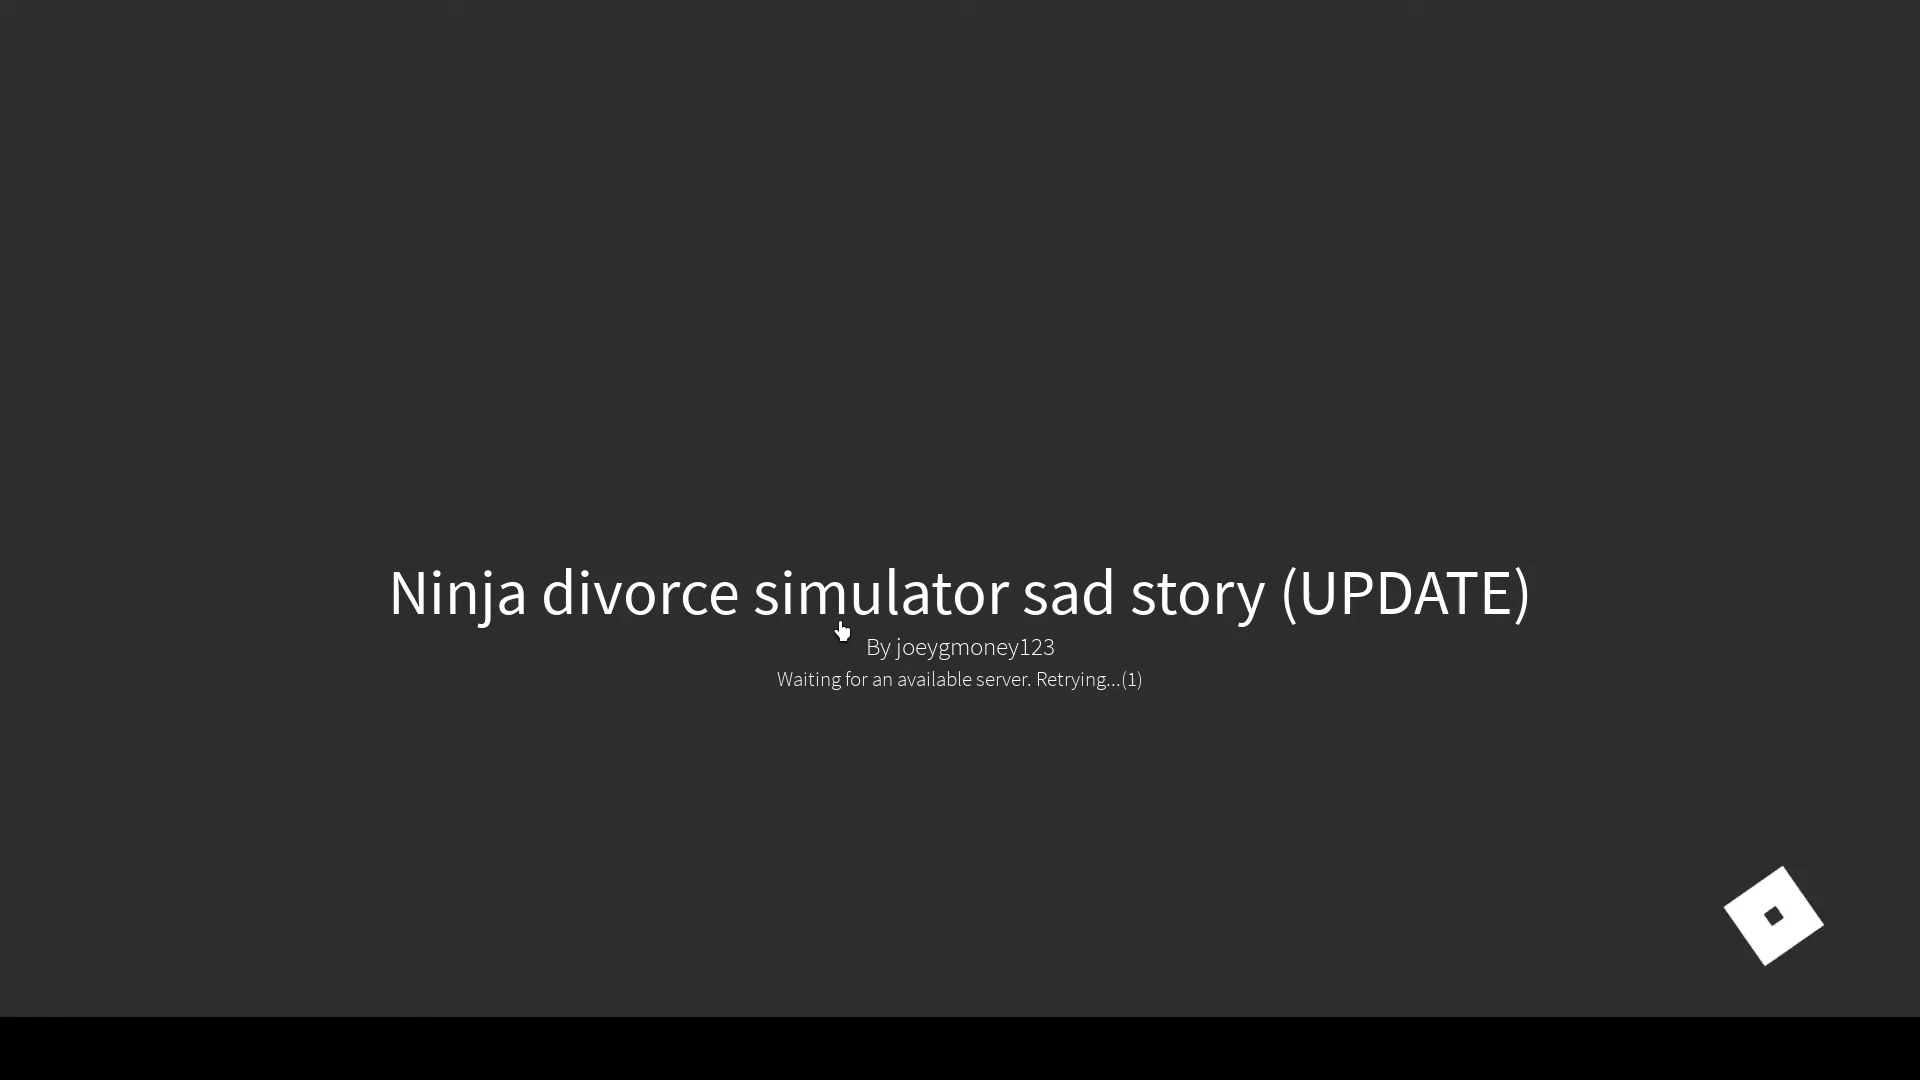 Ninja divorce simulator sad story (UPDATE)
By joeygmoney123
Waiting for an available server. Retrying...(1)